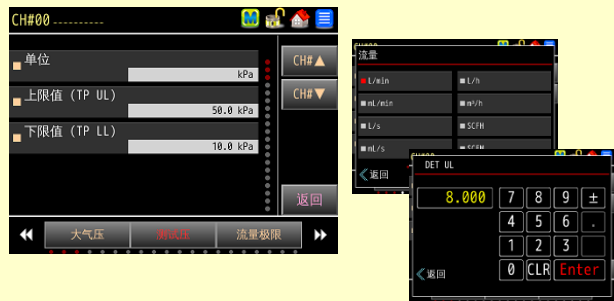 CH#00 ----------
M
单位
kPa
上限值 (TP UL)
50.0 kPa
下限值 (TP LL)
10.0 kPa
CH#▲
CH#▼
返回
大气压
测试压
流量极限
流量
L/min
L/h
mL/min
m³/h
L/s
SCFH
mL/s
SCFM
返回
DET UL
8.000
7 8 9 ±
4 5 6 .
1 2 3
0 CLR Enter
返回